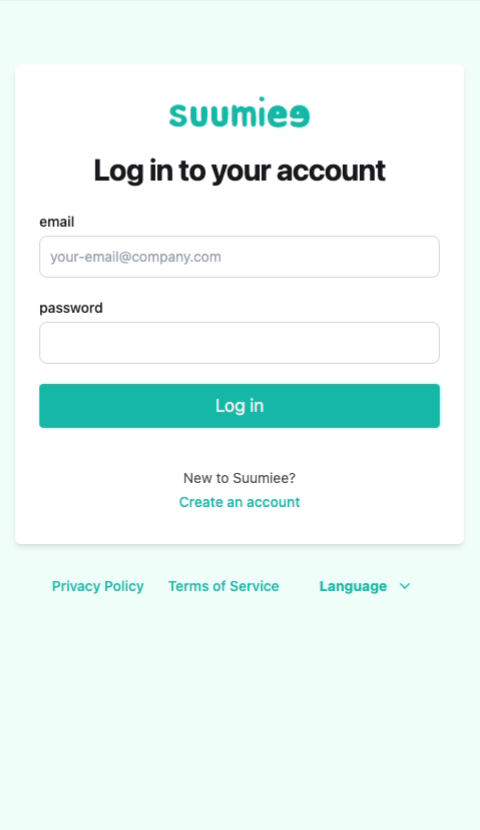 suumiee
Log in to your account
email
your-email@company.com
password
Log in
New to Suumiee?
Create an account
Privacy Policy Terms of Service Language